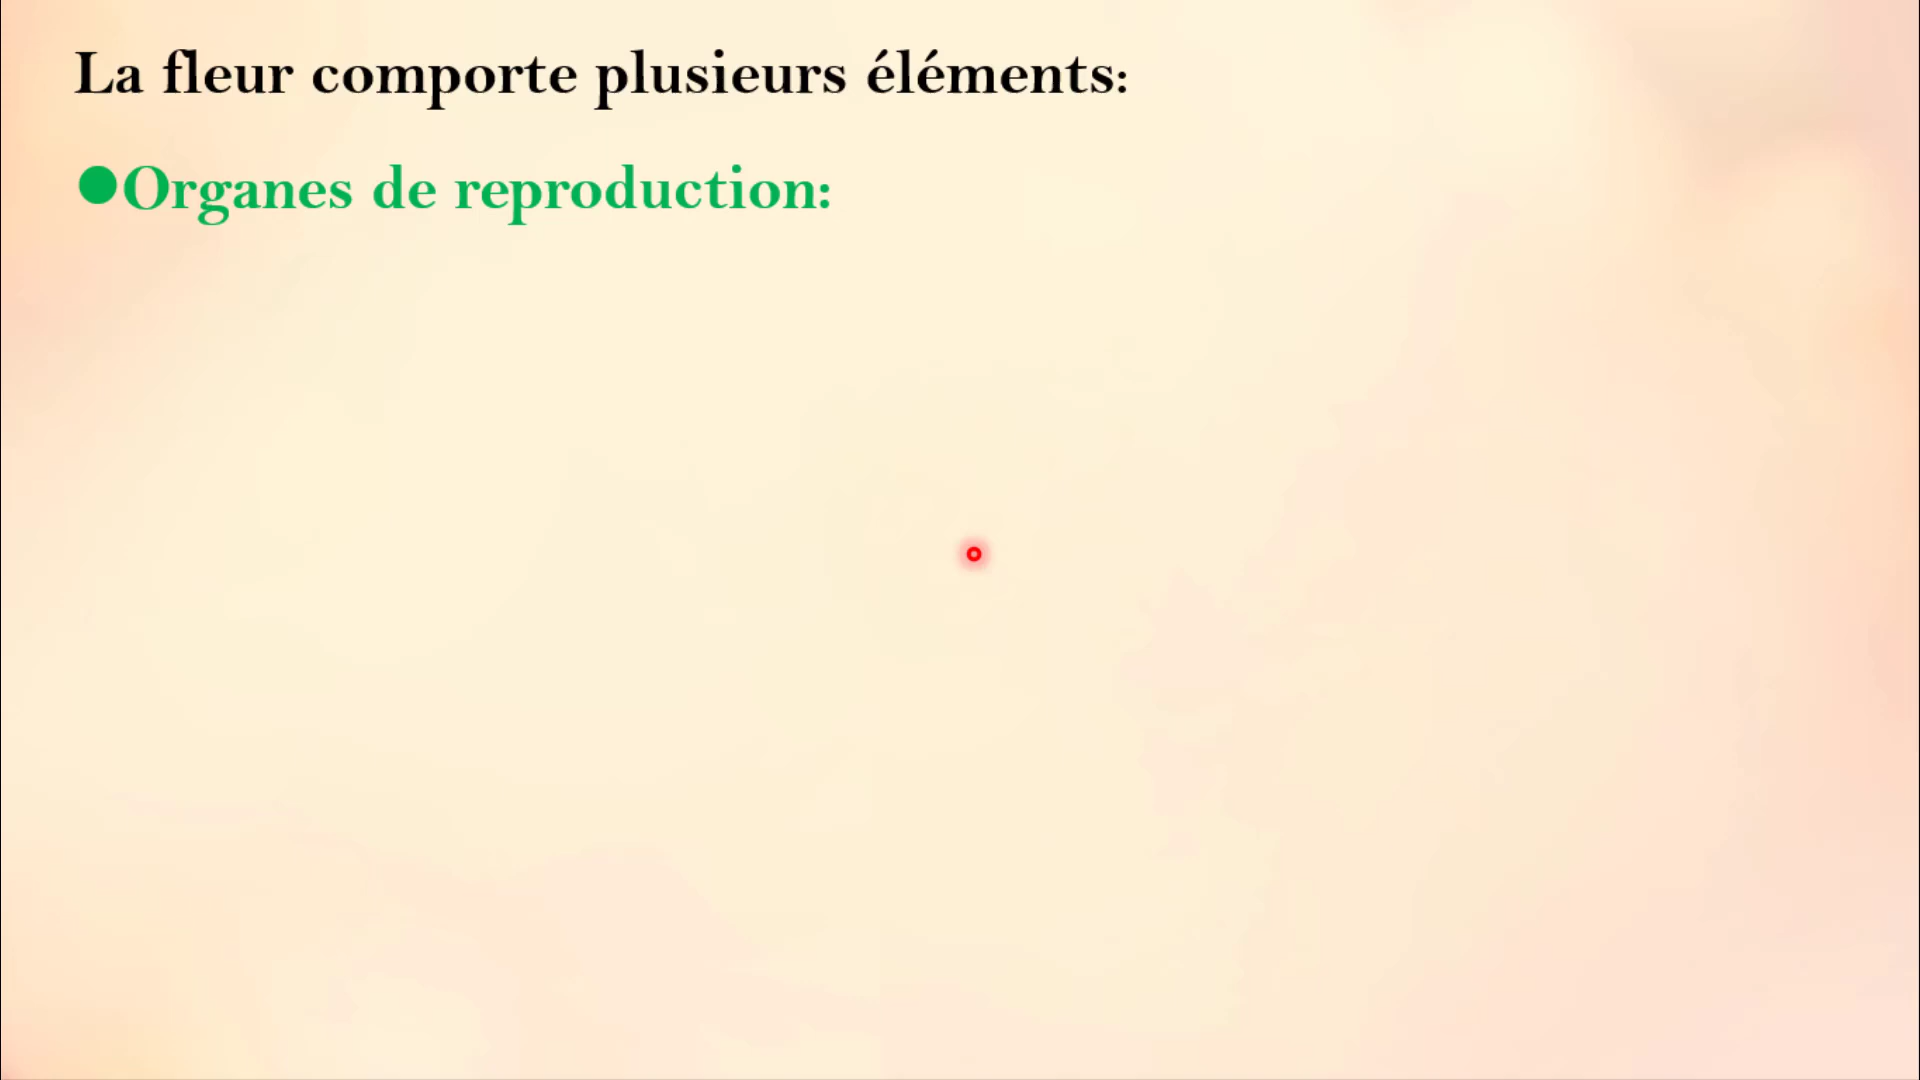 La fleur comporte plusieurs éléments:
●Organes de reproduction: